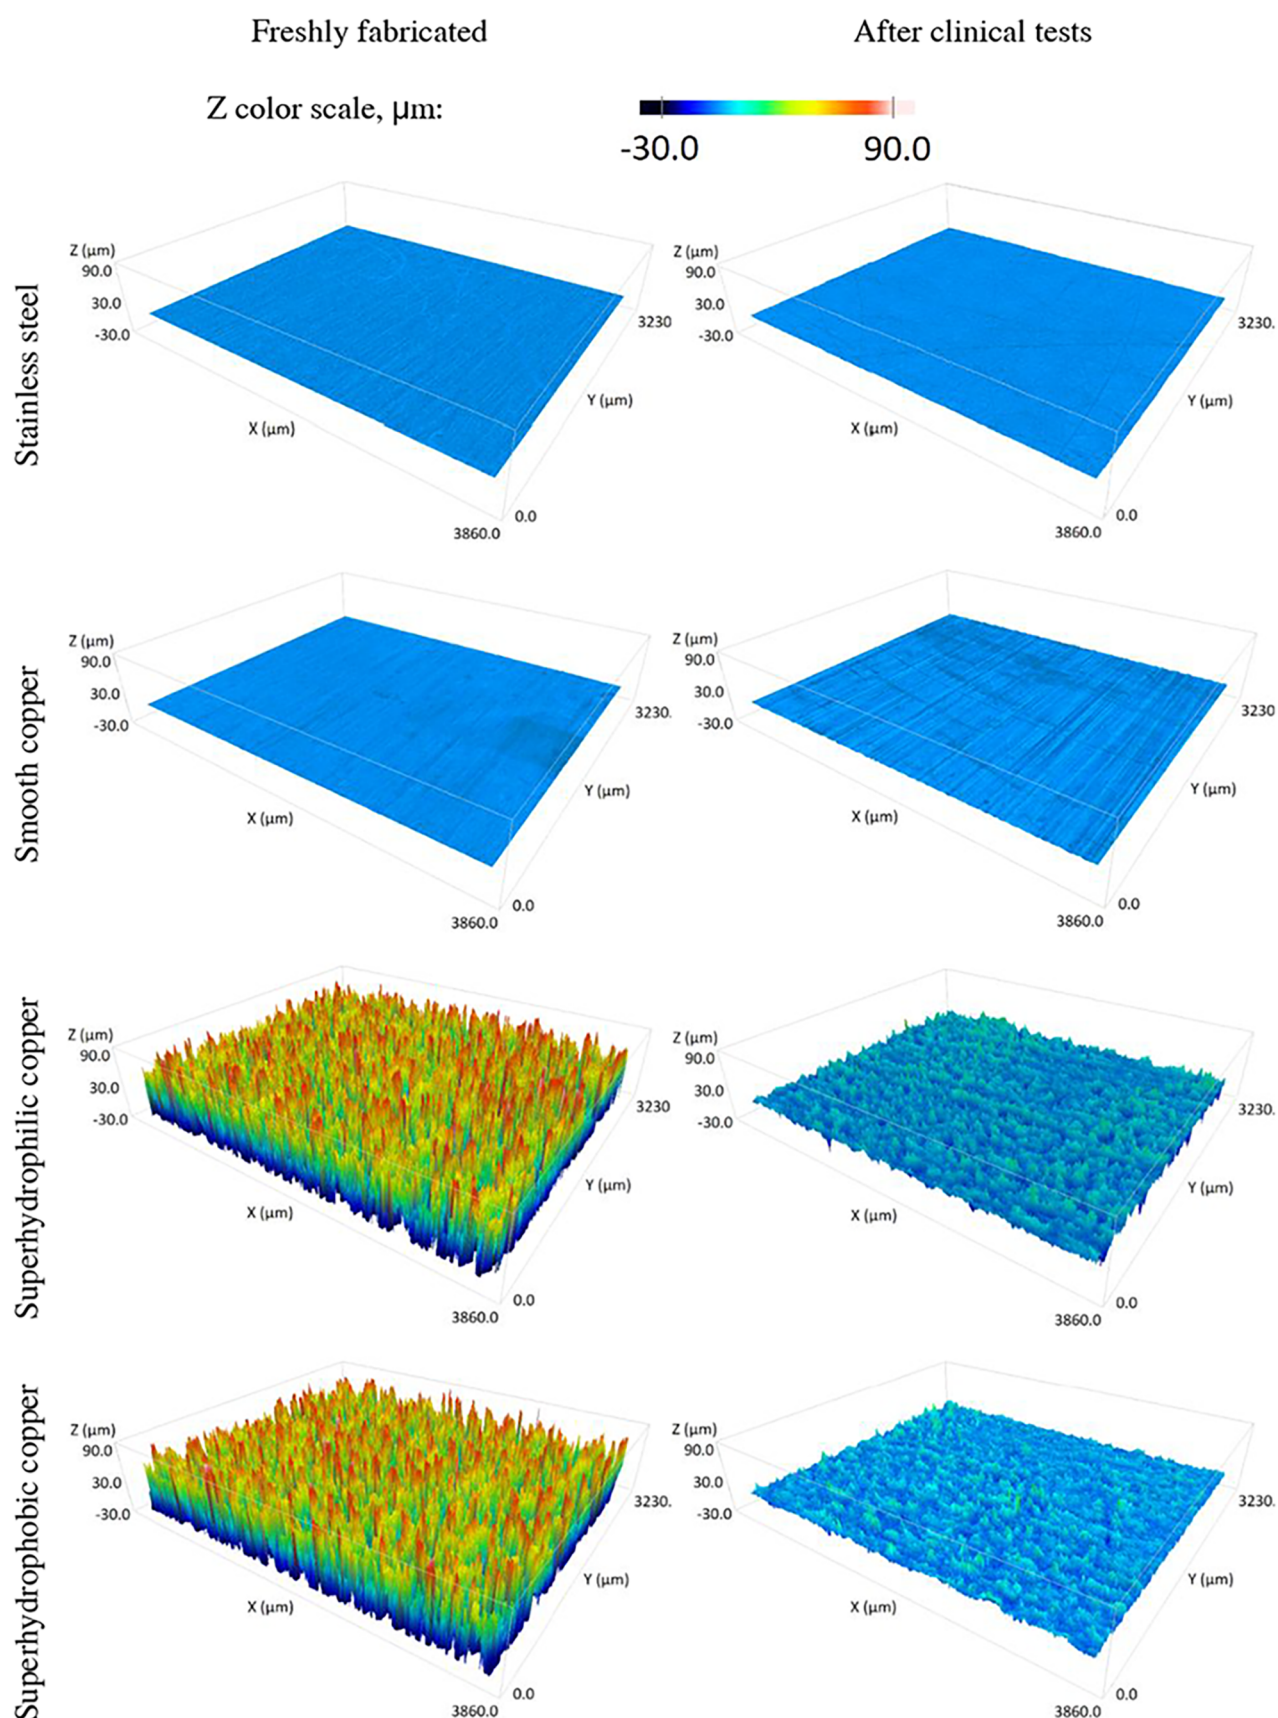 Freshly fabricated
After clinical tests
Z color scale, μm:
-30.0
90.0
Stainless steel
Z (μm)
90.0
30.0
-30.0
X (μm)
Y (μm)
3230
3860.0
0.0
Z (μm)
90.0
30.0
-30.0
X (μm)
Y (μm)
3230.
3860.0
0.0
Smooth copper
Z (μm)
90.0
30.0
-30.0
X (μm)
Y (μm)
3230.
3860.0
0.0
Z (μm)
90.0
30.0
-30.0
X (μm)
Y (μm)
3230
3860.0
0.0
Superhydrophilic copper
Z (μm)
90.0
30.0
-30.0
X (μm)
Y (μm)
3230
3860.0
0.0
Z (μm)
90.0
30.0
-30.0
X (μm)
Y (μm)
3230.
3860.0
0.0
Superhydrophobic copper
Z (μm)
90.0
30.0
-30.0
X (μm)
Y (μm)
3230.
3860.0
0.0
Z (μm)
90.0
30.0
-30.0
X (μm)
Y (μm)
3230.
3860.0
0.0